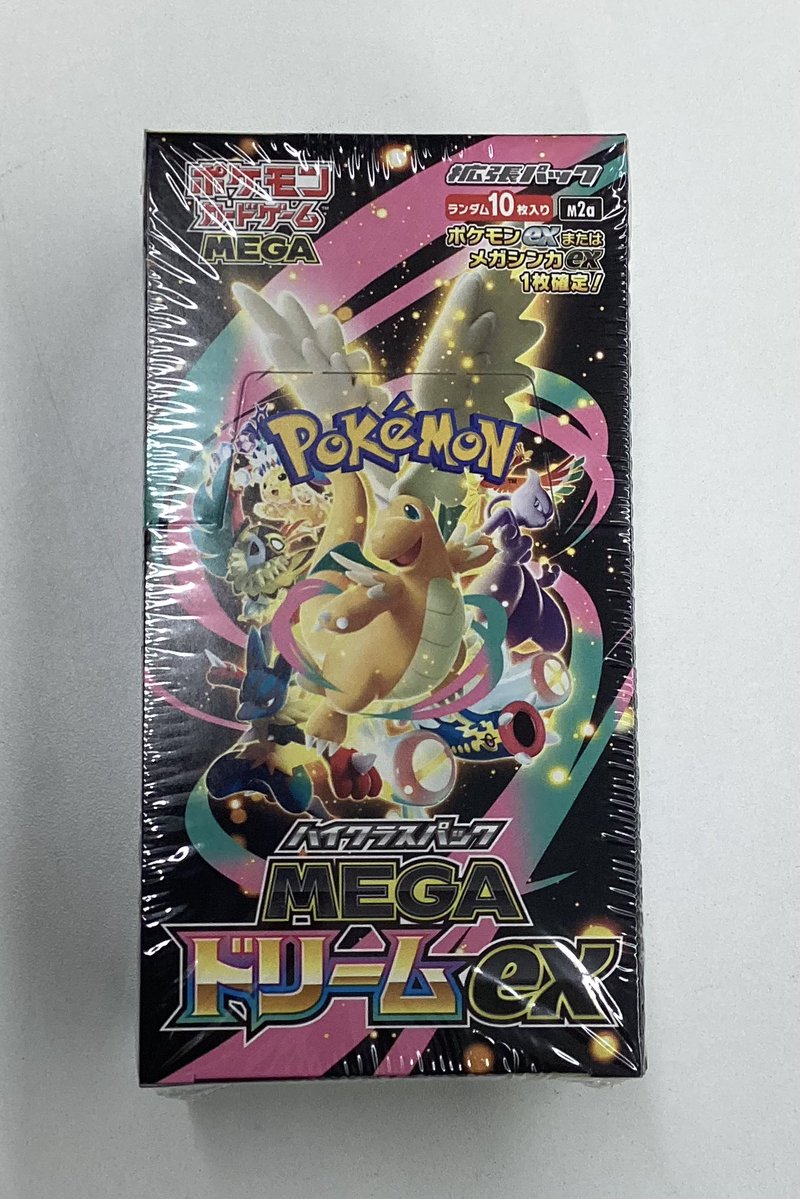 ポケモン
カードゲーム™
MEGA
拡張パック
ランダム10枚入り
M2a
ポケモンexまたは
メガシンカex
1枚確定!
POKéMON™
ハイクラスパック
MEGA
ドリームex